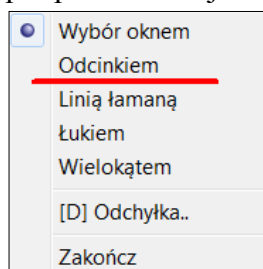 Wybór oknem
Odcinkiem
Linią łamaną
Łukiem
Wielokątem
[D] Odchyłka..
Zakończ